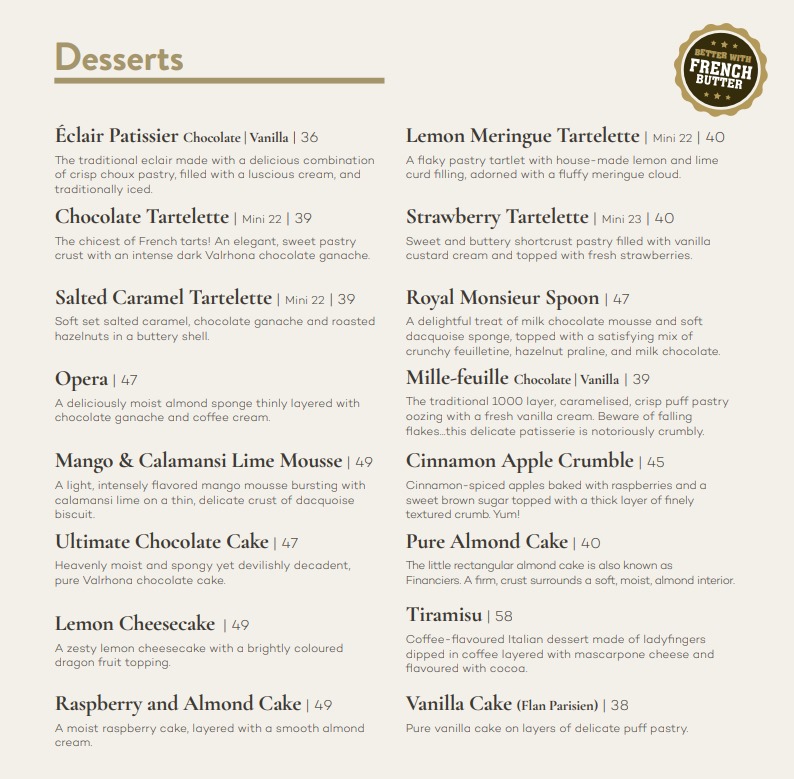 Desserts
BETTER WITH
FRENCH
BUTTER
Éclair Patissier Chocolate | Vanilla | 36
The traditional eclair made with a delicious combination
of crisp choux pastry, filled with a luscious cream, and
traditionally iced.
Chocolate Tartelette | Mini 22 | 39
The chicest of French tarts! An elegant, sweet pastry
crust with an intense dark Valrhona chocolate ganache.
Salted Caramel Tartelette | Mini 22 | 39
Soft set salted caramel, chocolate ganache and roasted
hazelnuts in a buttery shell.
Opera | 47
A deliciously moist almond sponge thinly layered with
chocolate ganache and coffee cream.
Mango & Calamansi Lime Mousse | 49
A light, intensely flavored mango mousse bursting with
calamansi lime on a thin, delicate crust of dacquoise
biscuit.
Ultimate Chocolate Cake | 47
Heavenly moist and spongy yet devilishly decadent,
pure Valrhona chocolate cake.
Lemon Cheesecake | 49
A zesty lemon cheesecake with a brightly coloured
dragon fruit topping.
Raspberry and Almond Cake | 49
A moist raspberry cake, layered with a smooth almond
cream.
Lemon Meringue Tartelette | Mini 22 | 40
A flaky pastry tartlet with house-made lemon and lime
curd filling, adorned with a fluffy meringue cloud.
Strawberry Tartelette | Mini 23 | 40
Sweet and buttery shortcrust pastry filled with vanilla
custard cream and topped with fresh strawberries.
Royal Monsieur Spoon | 47
A delightful treat of milk chocolate mousse and soft
dacquoise sponge, topped with a satisfying mix of
crunchy feuilletine, hazelnut praline, and milk chocolate.
Mille-feuille Chocolate | Vanilla | 39
The traditional 1000 layer, caramelised, crisp puff pastry
oozing with a fresh vanilla cream. Beware of falling
flakes...this delicate patisserie is notoriously crumbly.
Cinnamon Apple Crumble | 45
Cinnamon-spiced apples baked with raspberries and a
sweet brown sugar topped with a thick layer of finely
textured crumb. Yum!
Pure Almond Cake | 40
The little rectangular almond cake is also known as
Financiers. A firm, crust surrounds a soft, moist, almond interior.
Tiramisu | 58
Coffee-flavoured Italian dessert made of ladyfingers
dipped in coffee layered with mascarpone cheese and
flavoured with cocoa.
Vanilla Cake (Flan Parisien) | 38
Pure vanilla cake on layers of delicate puff pastry.